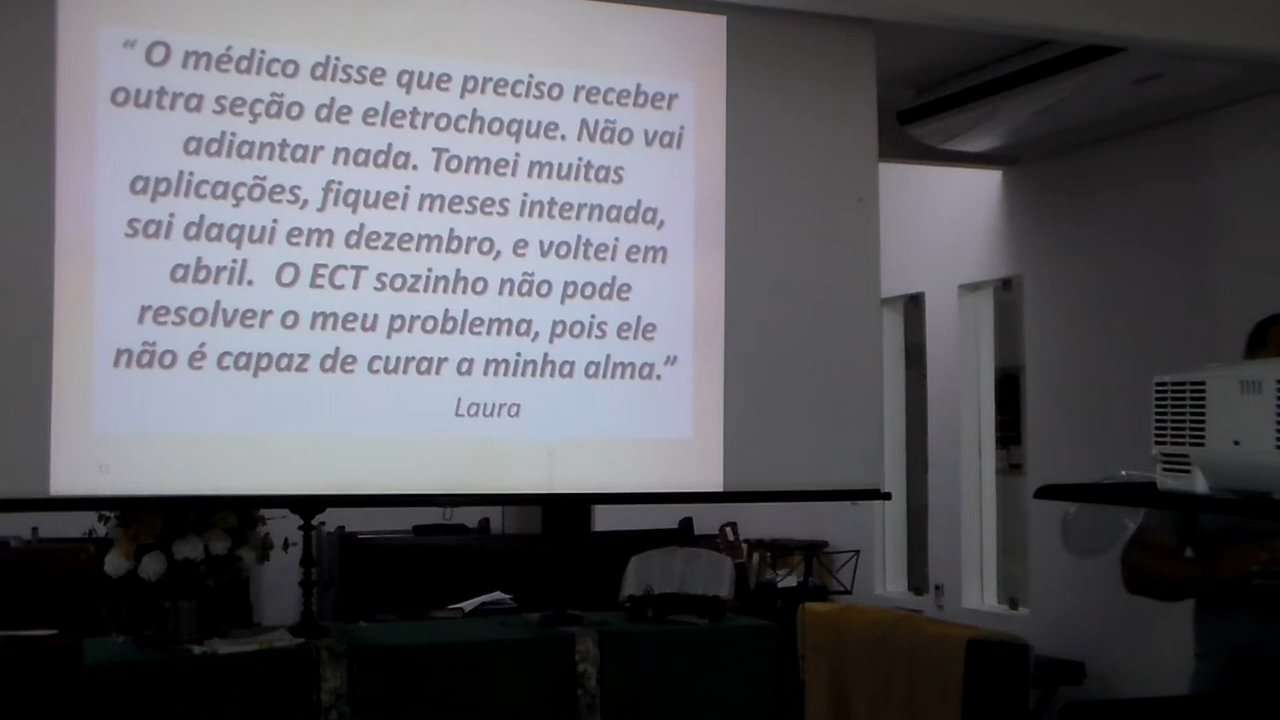 “ O médico disse que preciso receber
outra seção de eletrochoque. Não vai
adiantar nada. Tomei muitas
aplicações, fiquei meses internada,
sai daqui em dezembro, e voltei em
abril. O ECT sozinho não pode
resolver o meu problema, pois ele
não é capaz de curar a minha alma.”
Laura